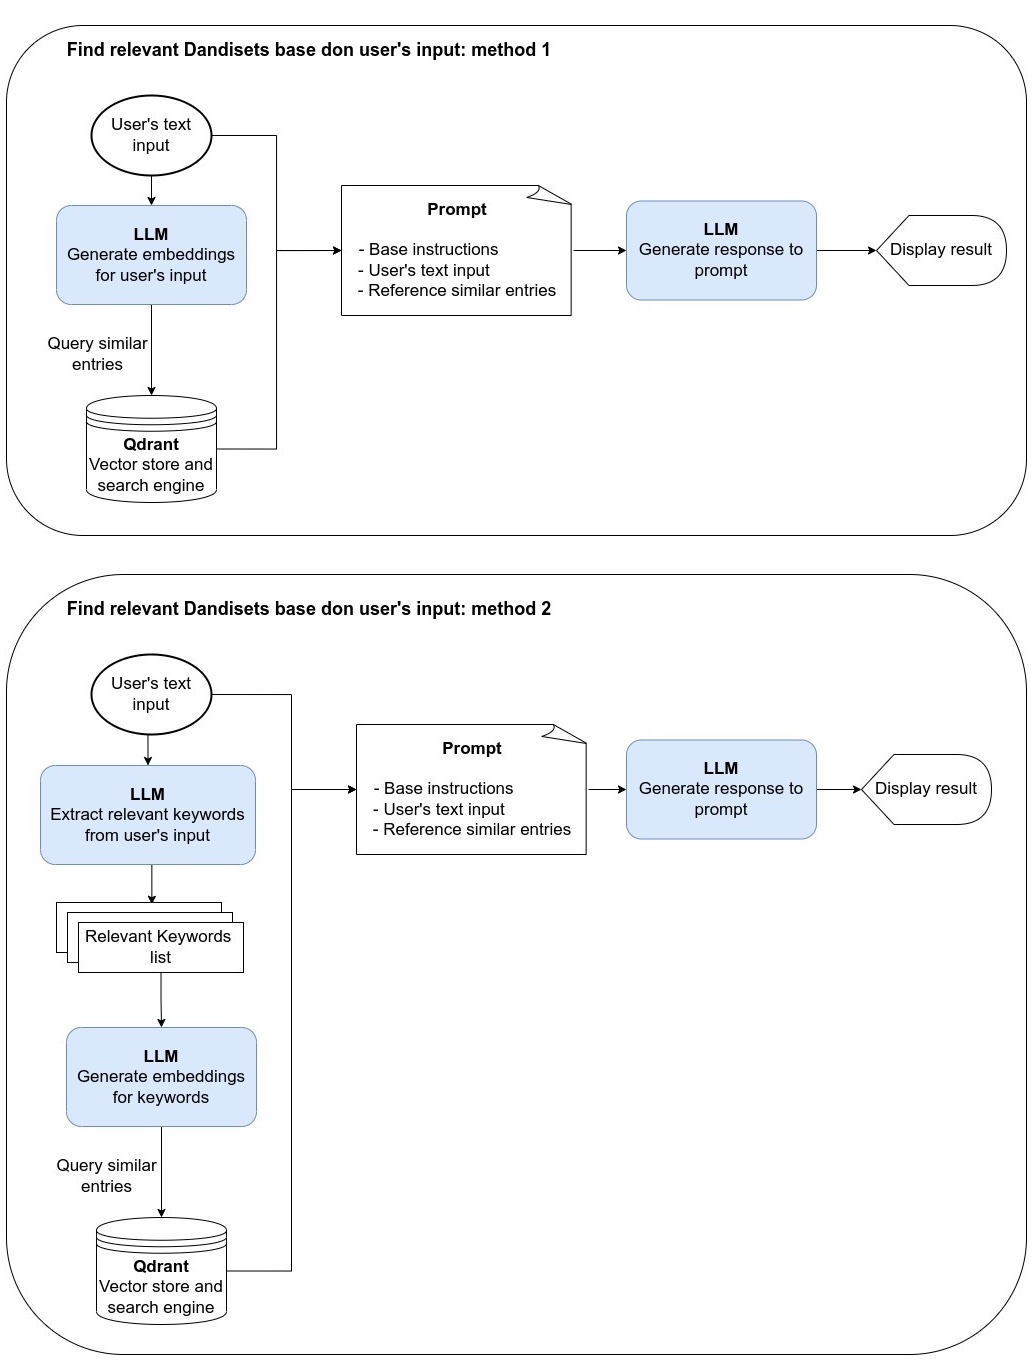 Find relevant Dandisets base don user's input: method 1
User's text
input
LLM
Generate embeddings
for user's input
Query similar
entries
Qdrant
Vector store and
search engine
Prompt
- Base instructions
- User's text input
- Reference similar entries
LLM
Generate response to
prompt
Display result
Find relevant Dandisets base don user's input: method 2
User's text
input
LLM
Extract relevant keywords
from user's input
Relevant Keywords
list
LLM
Generate embeddings
for keywords
Query similar
entries
Qdrant
Vector store and
search engine
Prompt
- Base instructions
- User's text input
- Reference similar entries
LLM
Generate response to
prompt
Display result